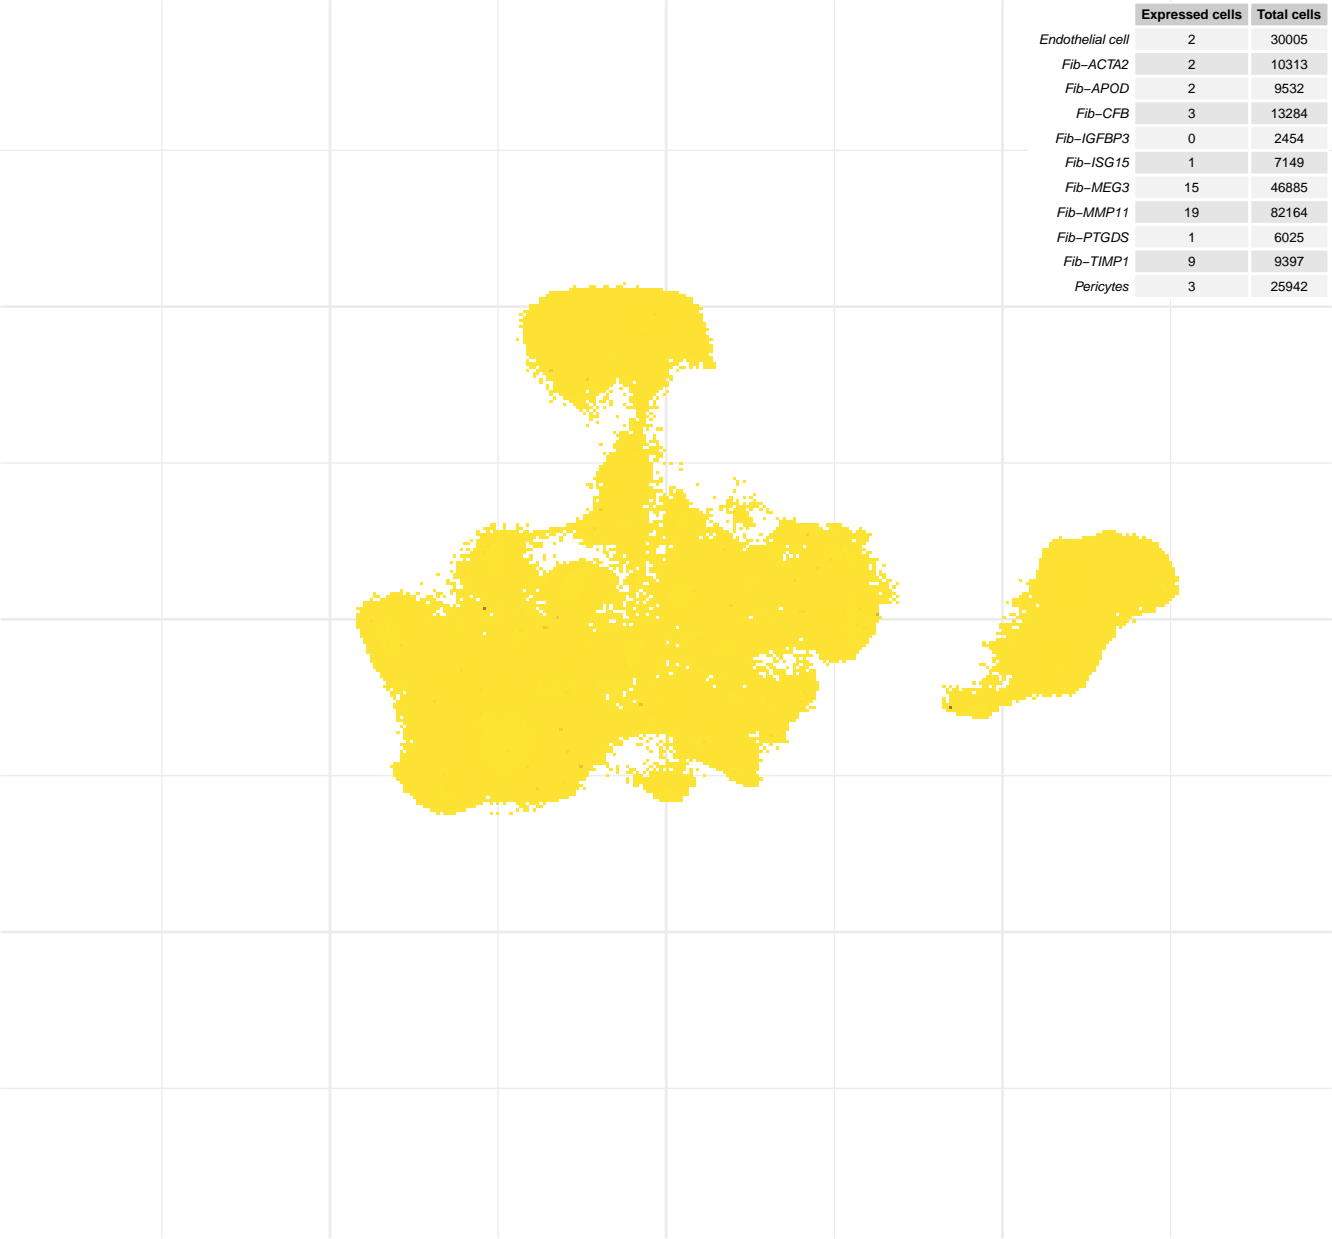 Expressed cells Total cells
Endothelial cell 2 30005
Fib−ACTA2 2 10313
Fib−APOD 2 9532
Fib−CFB 3 13284
Fib−IGFBP3 0 2454
Fib−ISG15 1 7149
Fib−MEG3 15 46885
Fib−MMP11 19 82164
Fib−PTGDS 1 6025
Fib−TIMP1 9 9397
Pericytes 3 25942